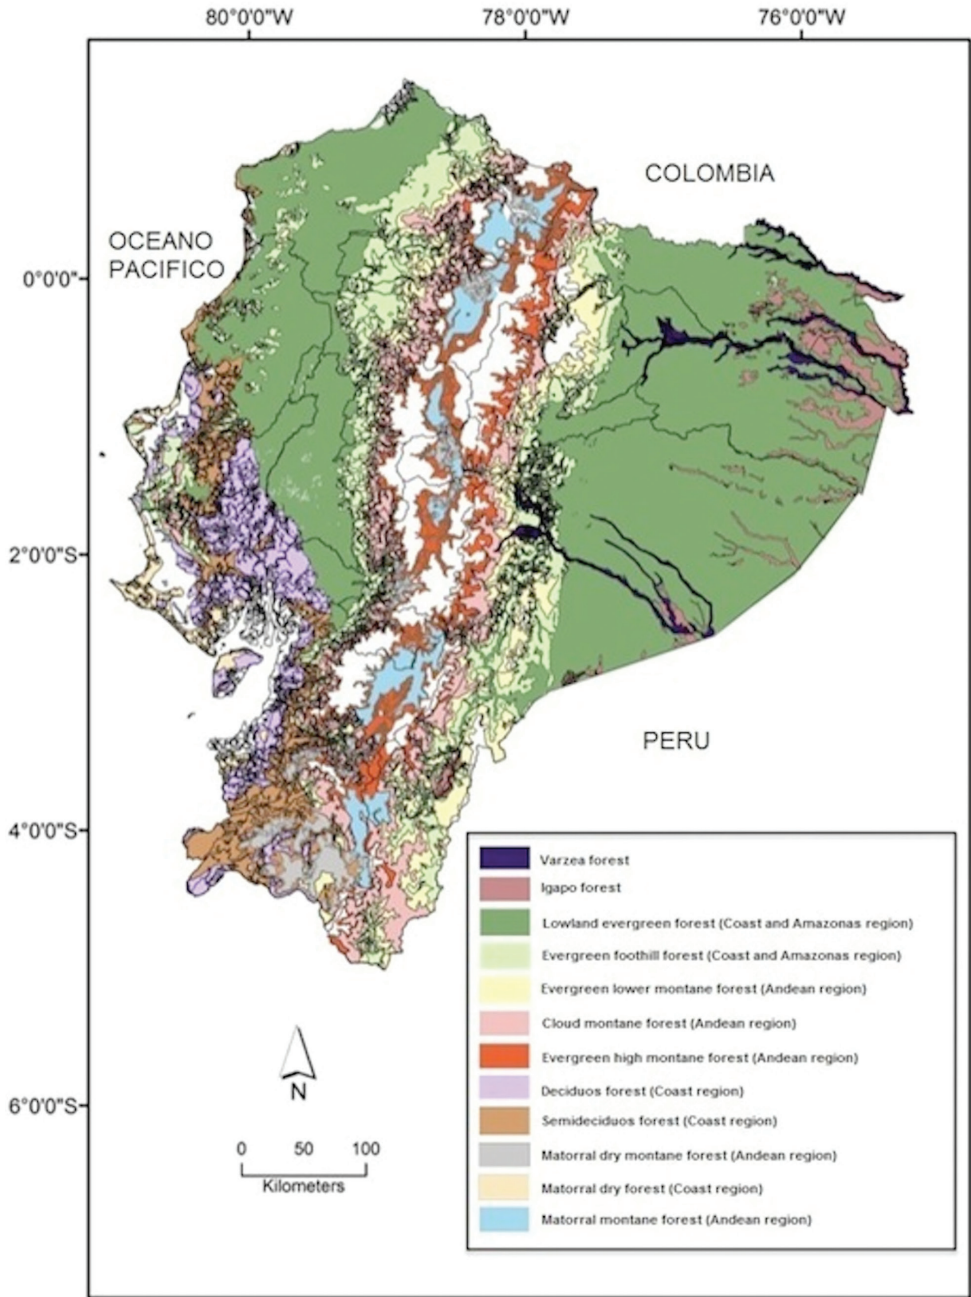 80°0'0"W 78°0'0"W 76°0'0"W
COLOMBIA
OCEANO
PACIFICO
0°0'0"
2°0'0"S
PERU
4°0'0"S
Varzea forest
Igapo forest
Lowland evergreen forest (Coast and Amazonas region)
Evergreen foothill forest (Coast and Amazonas region)
Evergreen lower montane forest (Andean region)
Cloud montane forest (Andean region)
Evergreen high montane forest (Andean region)
Deciduos forest (Coast region)
Semideciduos forest (Coast region)
Matorral dry montane forest (Andean region)
Matorral dry forest (Coast region)
Matorral montane forest (Andean region)
N
6°0'0"S
0 50 100
Kilometers